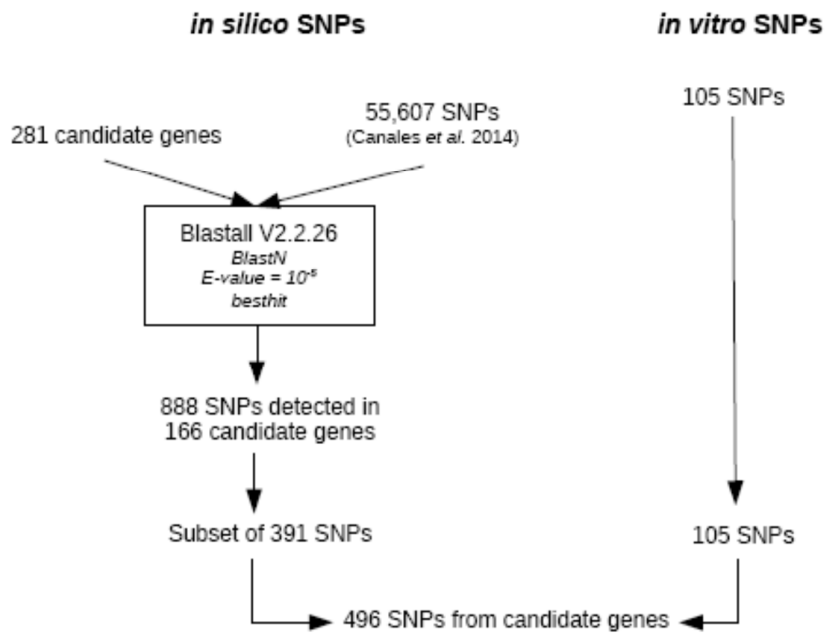 in silico SNPs
in vitro SNPs
281 candidate genes
55,607 SNPs
(Canales et al. 2014)
105 SNPs
Blastall V2.2.26
BlastN
E-value = 10⁻⁵
besthit
888 SNPs detected in
166 candidate genes
Subset of 391 SNPs
105 SNPs
496 SNPs from candidate genes